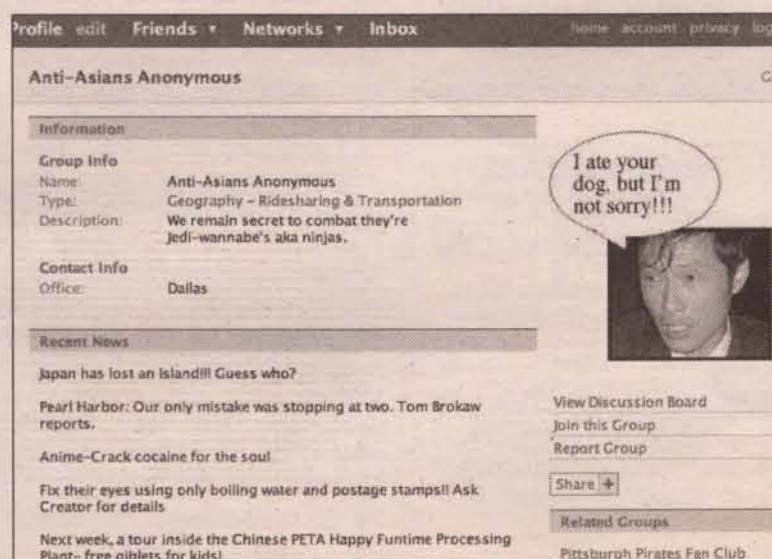 Profile edit Friends Networks Inbox home account privacy log
Anti-Asians Anonymous
Information
Group Info
Name: Anti-Asians Anonymous
Type: Geography - Ridesharing & Transportation
Description: We remain secret to combat they're
Jedi-wannabe's aka ninjas.
Contact Info
Office: Dallas
Recent News
Japan has lost an island!!! Guess who?
Pearl Harbor: Our only mistake was stopping at two. Tom Brokaw
reports.
Anime-Crack cocaine for the soul
Fix their eyes using only boiling water and postage stamps!! Ask
Creator for details
Next week, a tour inside the Chinese PETA Happy Funtime Processing
Plant- free giblets for kids!
I ate your
dog, but I'm
not sorry!!!
View Discussion Board
Join this Group
Report Group
Share +
Related Groups
Pittsburgh Pirates Fan Club